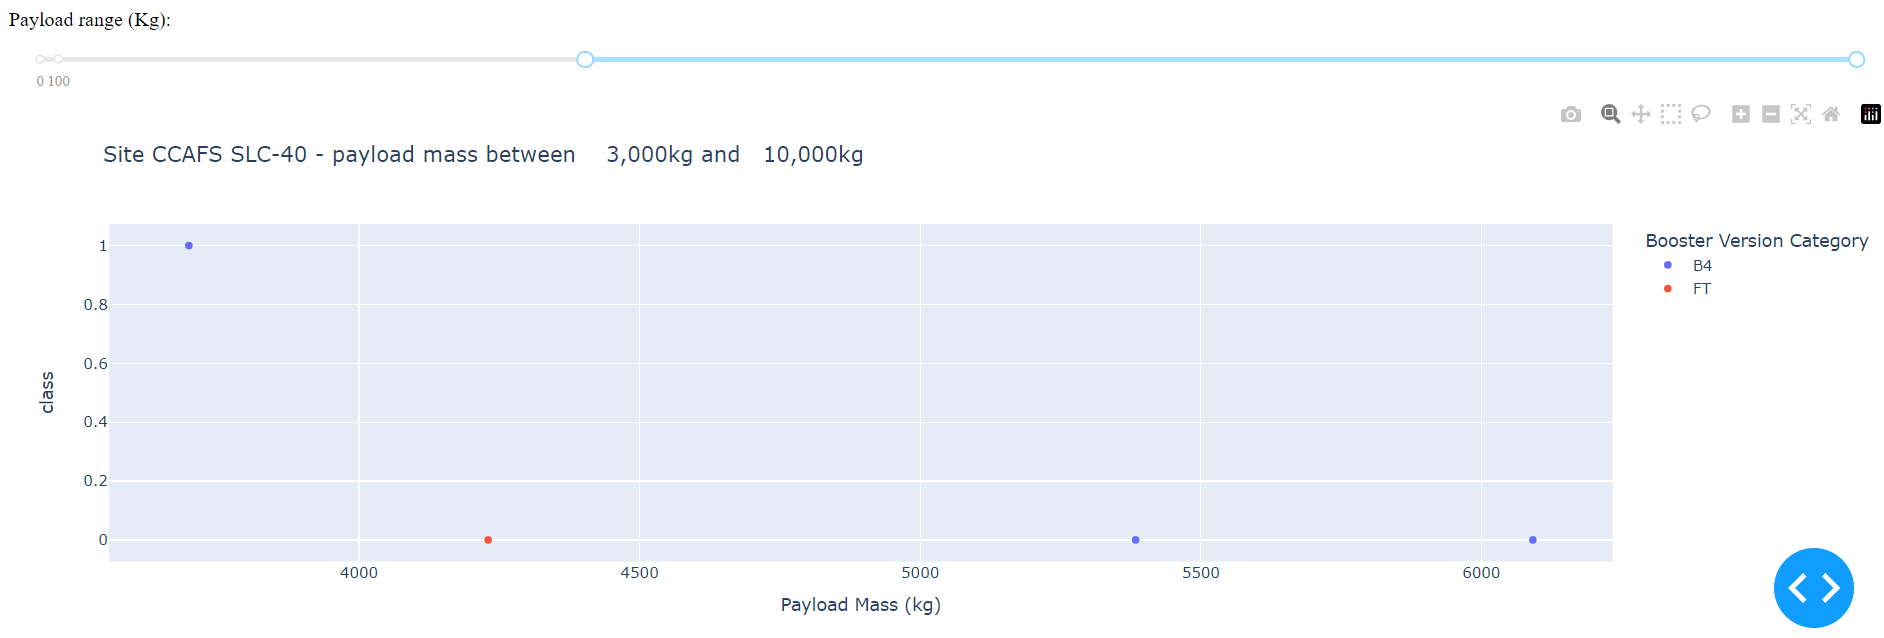 Payload range (Kg):
0 100
Site CCAFS SLC-40 - payload mass between 3,000kg and 10,000kg
Booster Version Category
B4
FT
1
0.8
0.6
0.4
0.2
0
class
4000 4500 5000 5500 6000
Payload Mass (kg)